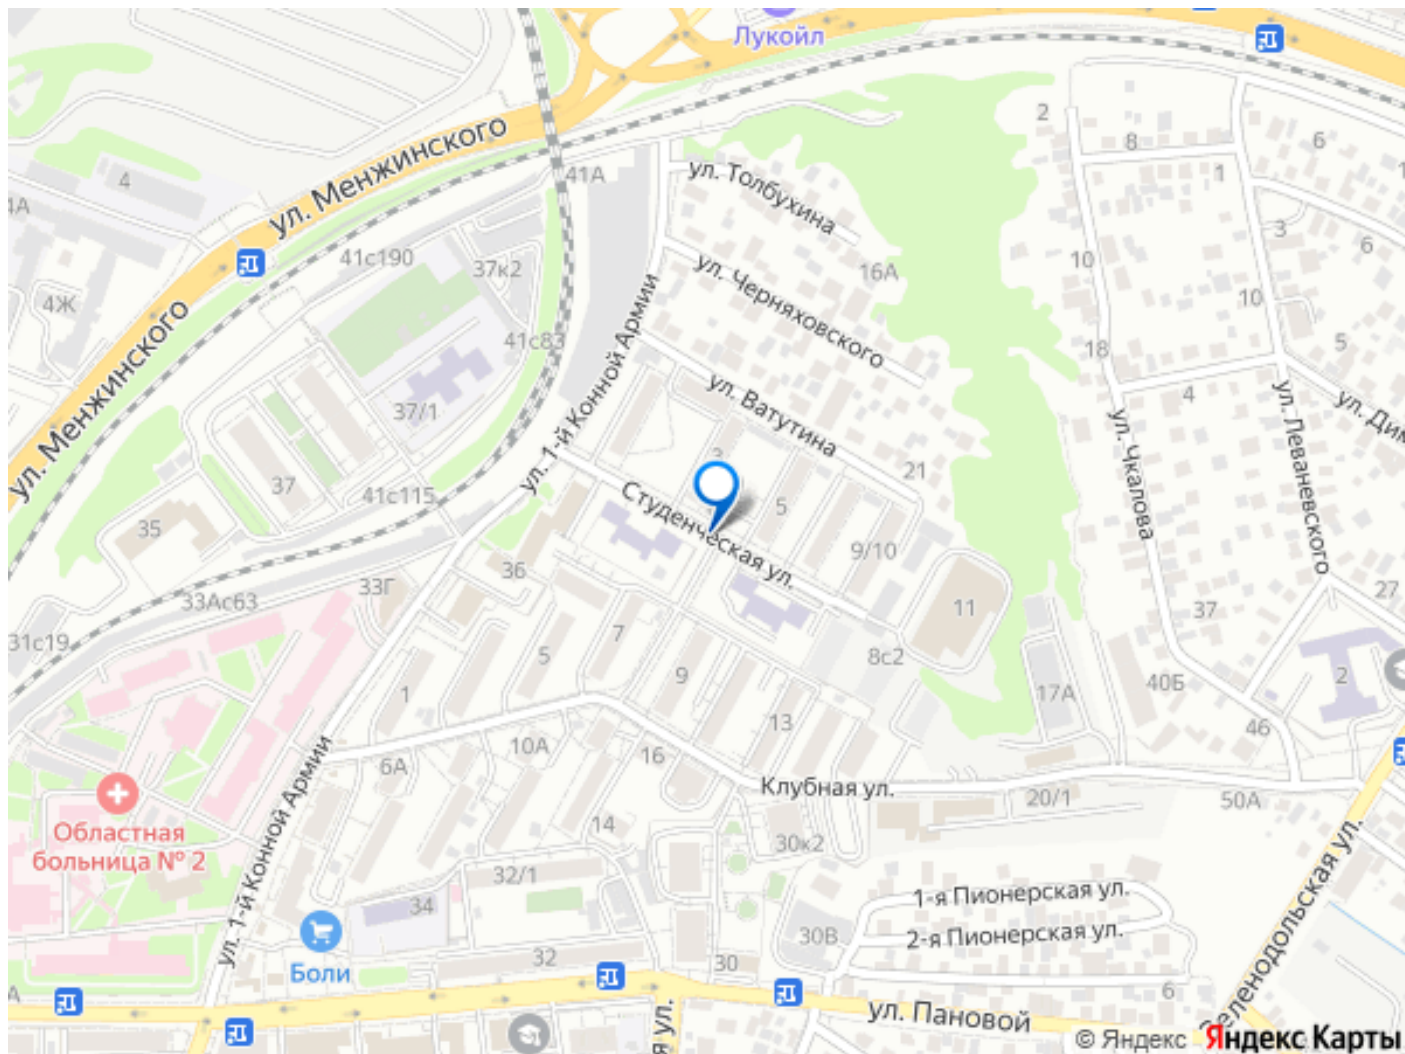 Лукойл
ул. Менжинского
2
6
8
1
4
41А
ул. Толбухина
4А
3
6
41с190
37к2
16А
10
ул. Черняховского
4Ж
10
ул. Менжинского
ул. 1-й Конной Армии
41с83
18
5
37/1
ул. Ватутина
4
ул. Леваневского
ул. Дим
ул. Чкалова
3
21
37
41с115
Студенческая ул.
5
35
9/10
36
33Г
27
33Ас63
11
37
31с19
7
5
8с2
9
2
1
17А
40Б
13
46
10А
16
6А
Клубная ул.
20/1
50А
ул. 1-й Конной Армии
Областная
больница № 2
14
30к2
32/1
1-я Пионерская ул.
34
2-я Пионерская ул.
30В
Зеленодольская ул.
Боли
32
30
6
ул. Пановой
я ул.
© Яндекс Яндекс Карты